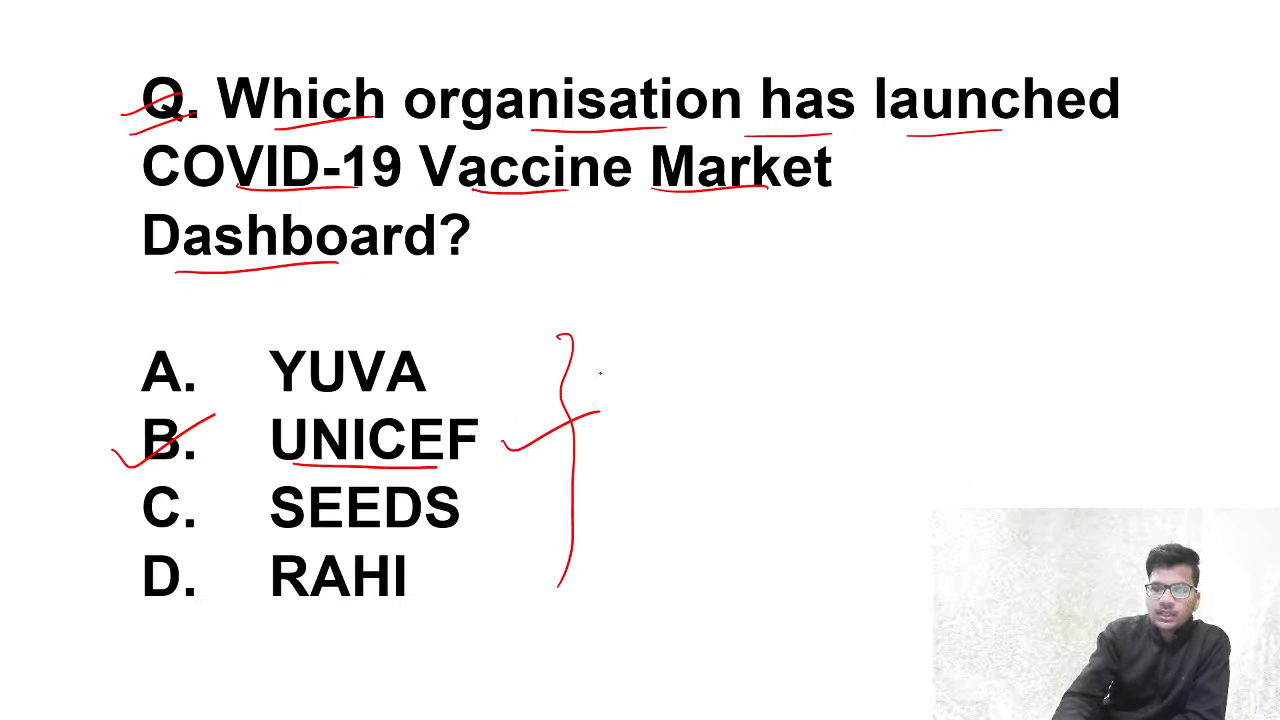 Q. Which organisation has launched
COVID-19 Vaccine Market
Dashboard?
A. YUVA
B. UNICEF
C. SEEDS
D. RAHI